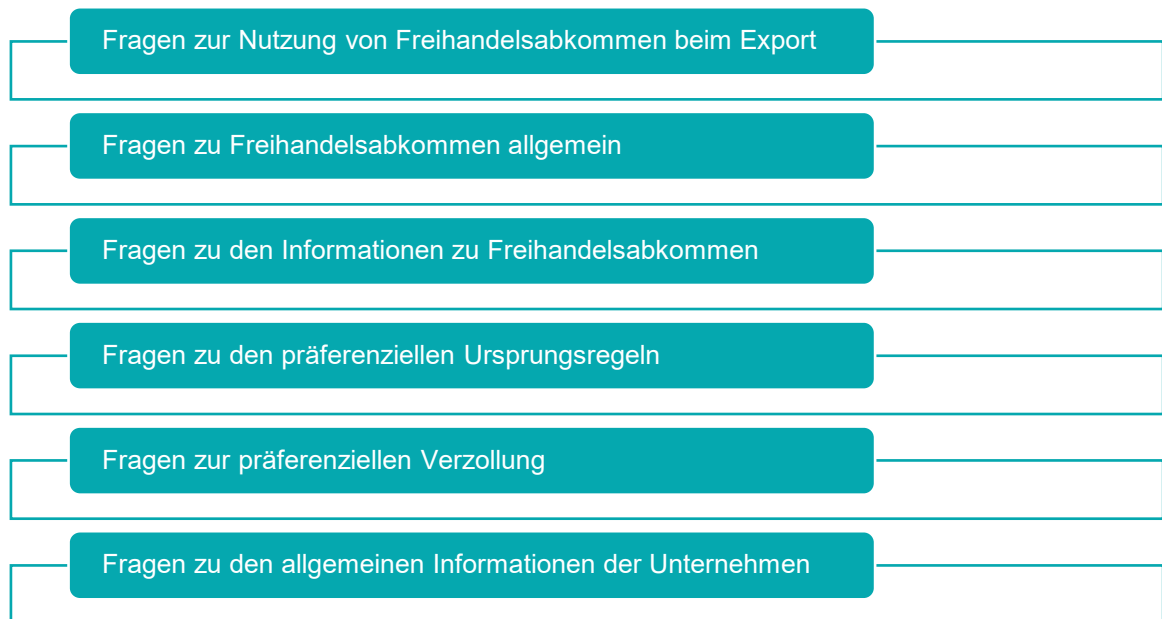 Fragen zur Nutzung von Freihandelsabkommen beim Export
Fragen zu Freihandelsabkommen allgemein
Fragen zu den Informationen zu Freihandelsabkommen
Fragen zu den präferenziellen Ursprungsregeln
Fragen zur präferenziellen Verzollung
Fragen zu den allgemeinen Informationen der Unternehmen